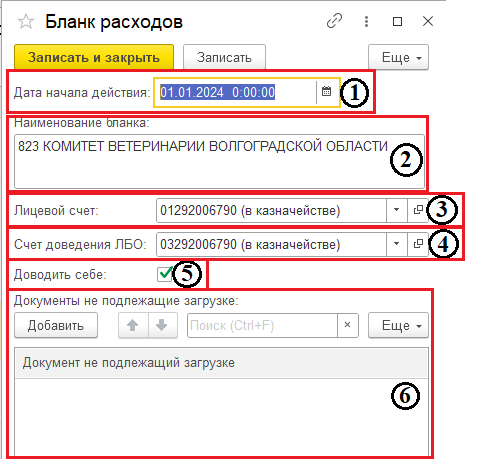 Бланк расходов
Записать и закрыть Записать Еще
Дата начала действия: 01.01.2024 0:00:00 1
Наименование бланка:
823 КОМИТЕТ ВЕТЕРИНАРИИ ВОЛГОГРАДСКОЙ ОБЛАСТИ 2
Лицевой счет: 01292006790 (в казначействе) 3
Счет доведения ЛБО: 03292006790 (в казначействе) 4
Доводить себе: 5
Документы не подлежащие загрузке:
Добавить Поиск (Ctrl+F) × Еще
Документ не подлежащий загрузке
6